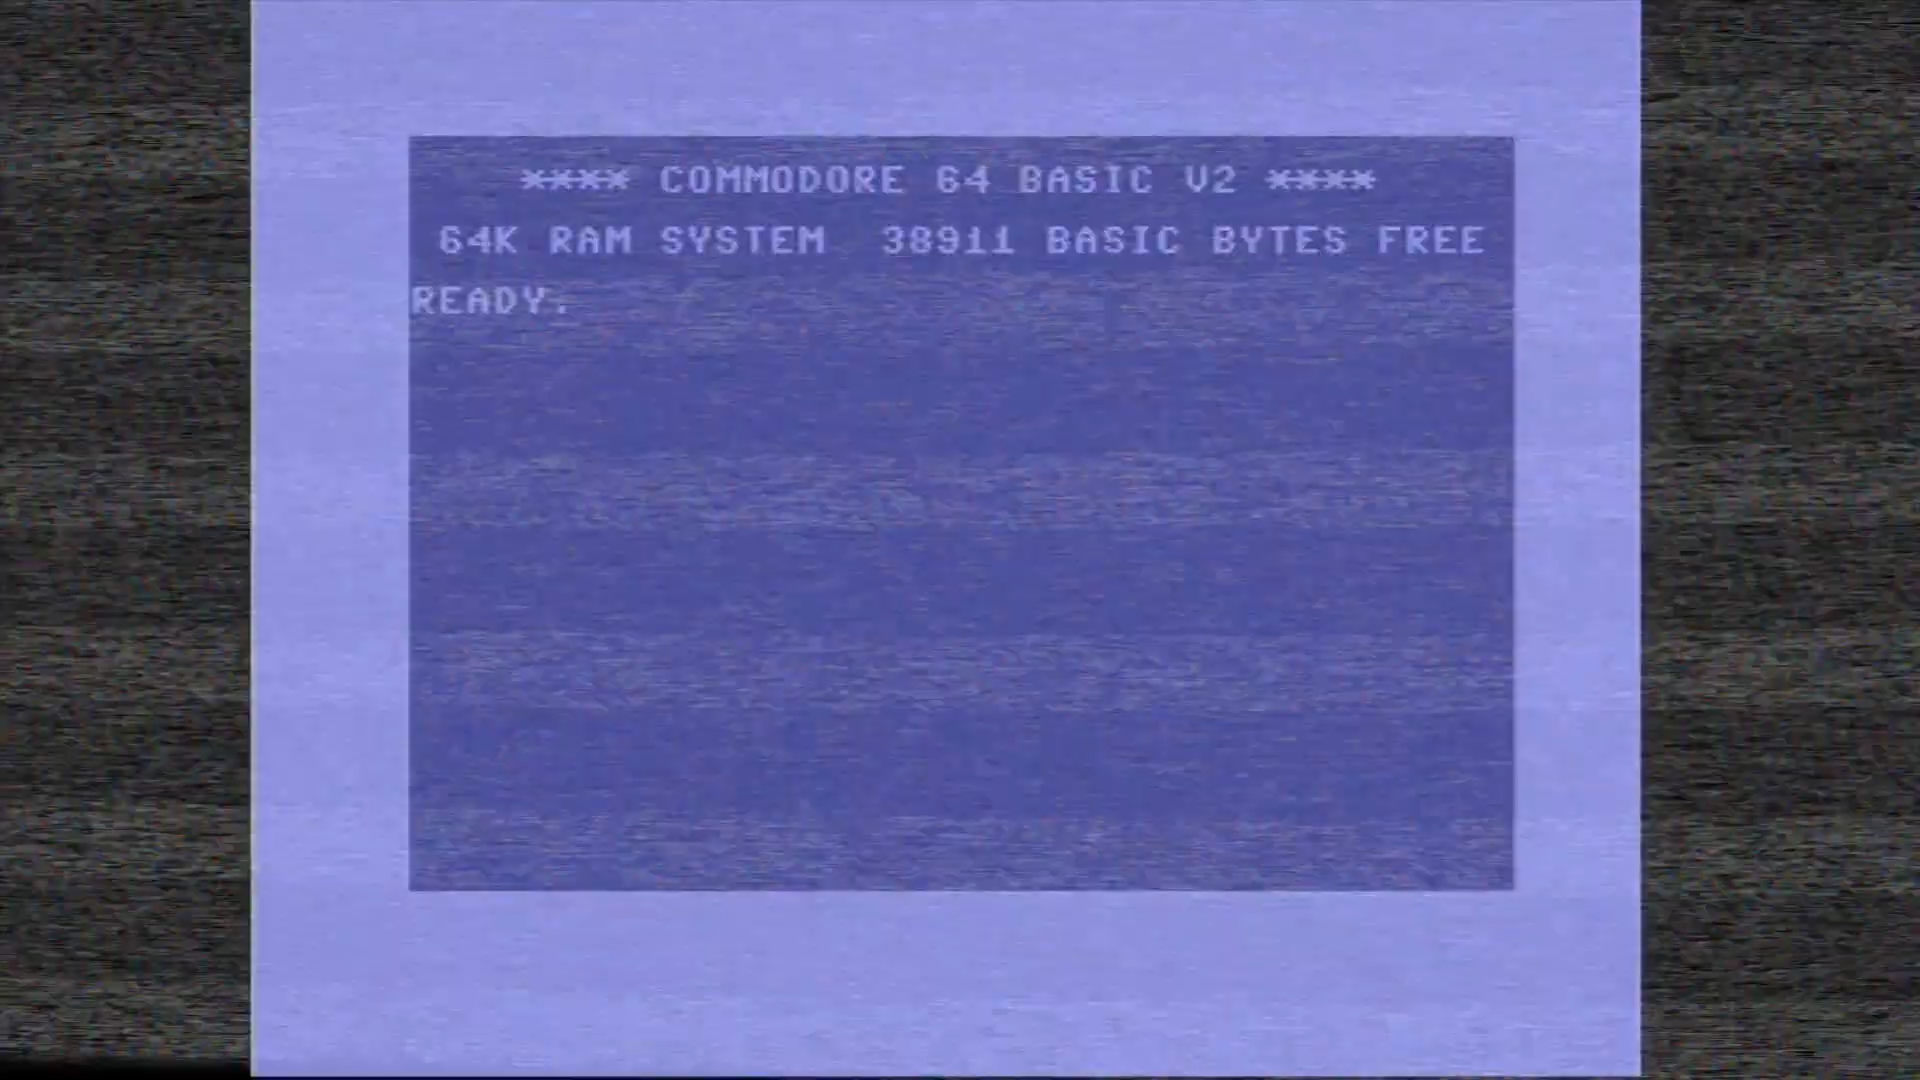 **** COMMODORE 64 BASIC V2 ****
64K RAM SYSTEM  38911 BASIC BYTES FREE
READY.